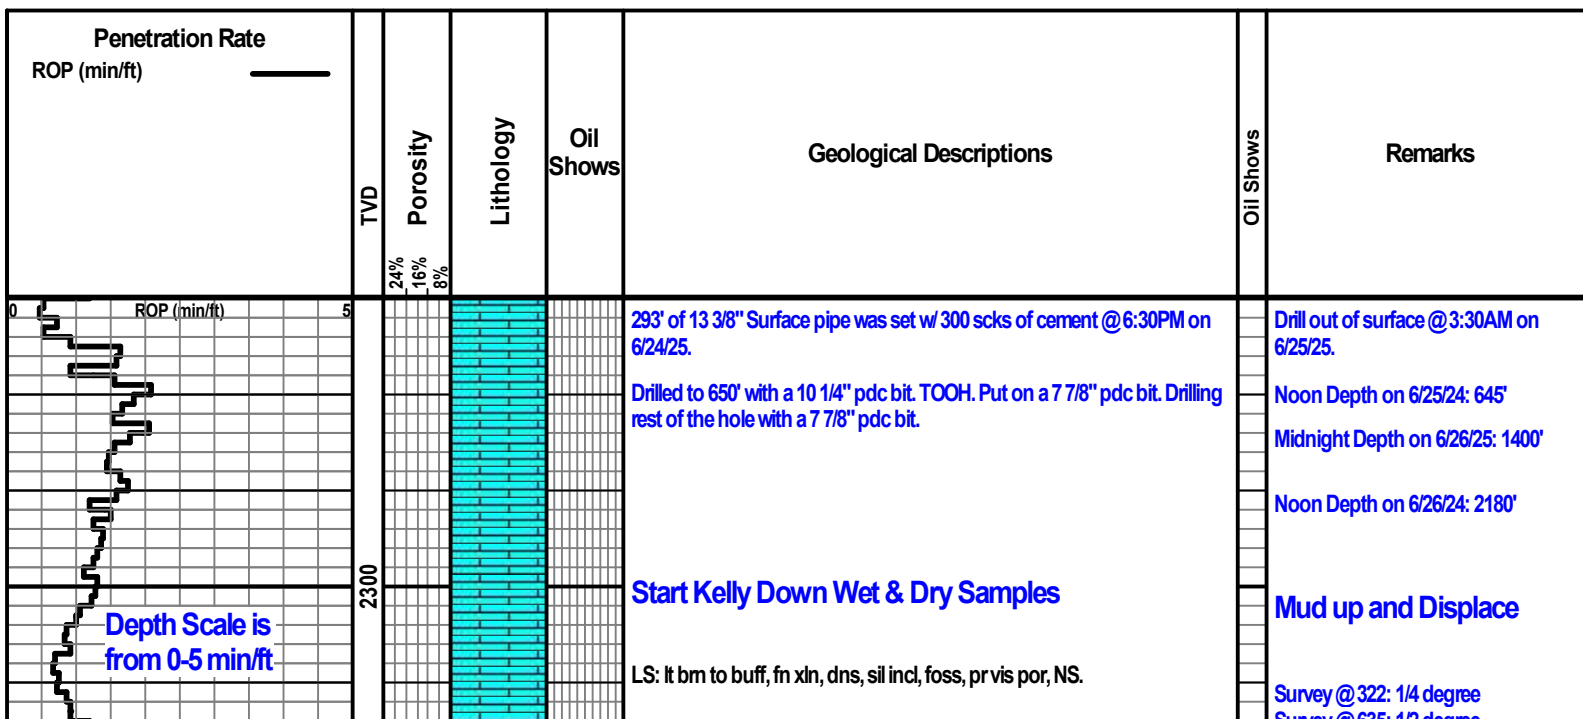 Penetration Rate
ROP (min/ft)
TVD
Porosity
24%
16%
8%
Lithology
Oil
Shows
Geological Descriptions
Oil Shows
Remarks
0 ROP (min/ft) 5
2300
Depth Scale is
from 0-5 min/ft
293' of 13 3/8" Surface pipe was set w/ 300 scks of cement @ 6:30PM on
6/24/25.
Drilled to 650' with a 10 1/4" pdc bit. TOOH. Put on a 7 7/8" pdc bit. Drilling
rest of the hole with a 7 7/8" pdc bit.
Start Kelly Down Wet & Dry Samples
LS: lt brn to buff, fn xln, dns, sil incl, foss, pr vis por, NS.
Drill out of surface @ 3:30AM on
6/25/25.
Noon Depth on 6/25/24: 645'
Midnight Depth on 6/26/25: 1400'
Noon Depth on 6/26/24: 2180'
Mud up and Displace
Survey @ 322: 1/4 degree
Survey @ 635: 1/2 degree